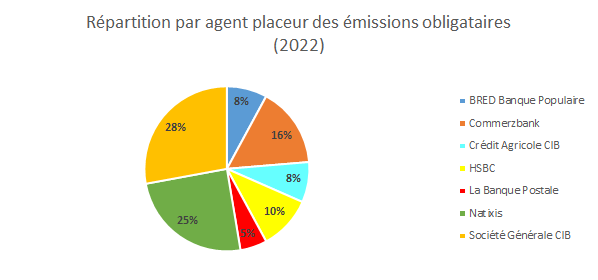 Répartition par agent placeur des émissions obligataires
(2022)
8%
16%
8%
10%
5%
25%
28%
BRED Banque Populaire
Commerzbank
Crédit Agricole CIB
HSBC
La Banque Postale
Natixis
Société Générale CIB